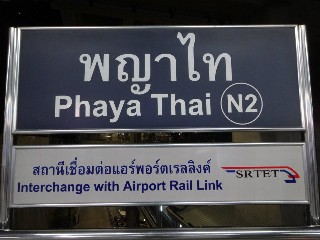 พญาไท
Phaya Thai N2
สถานีเชื่อมต่อแอร์พอร์ตเรลลิงค์
Interchange with Airport Rail Link
SRTET